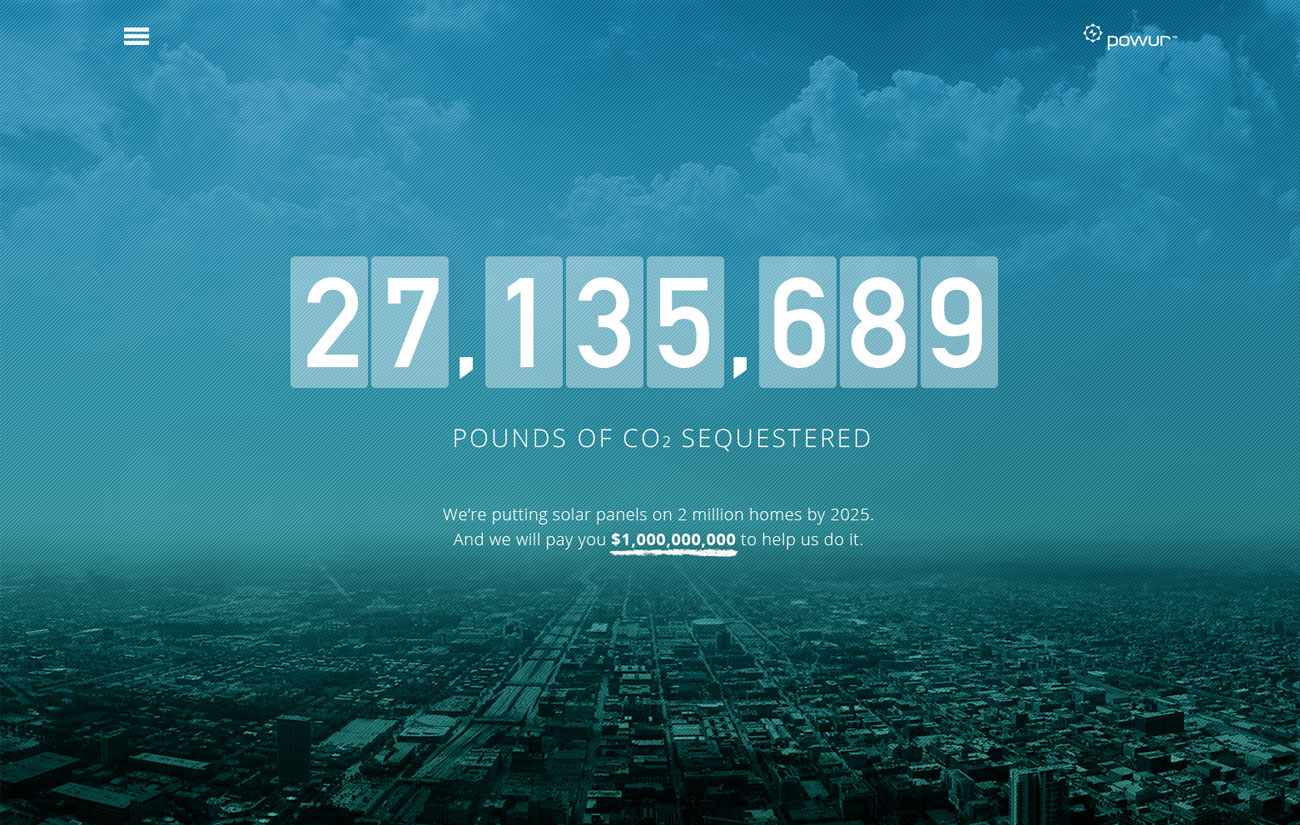 powur™
27,135,689
POUNDS OF CO₂ SEQUESTERED
We’re putting solar panels on 2 million homes by 2025.
And we will pay you $1,000,000,000 to help us do it.